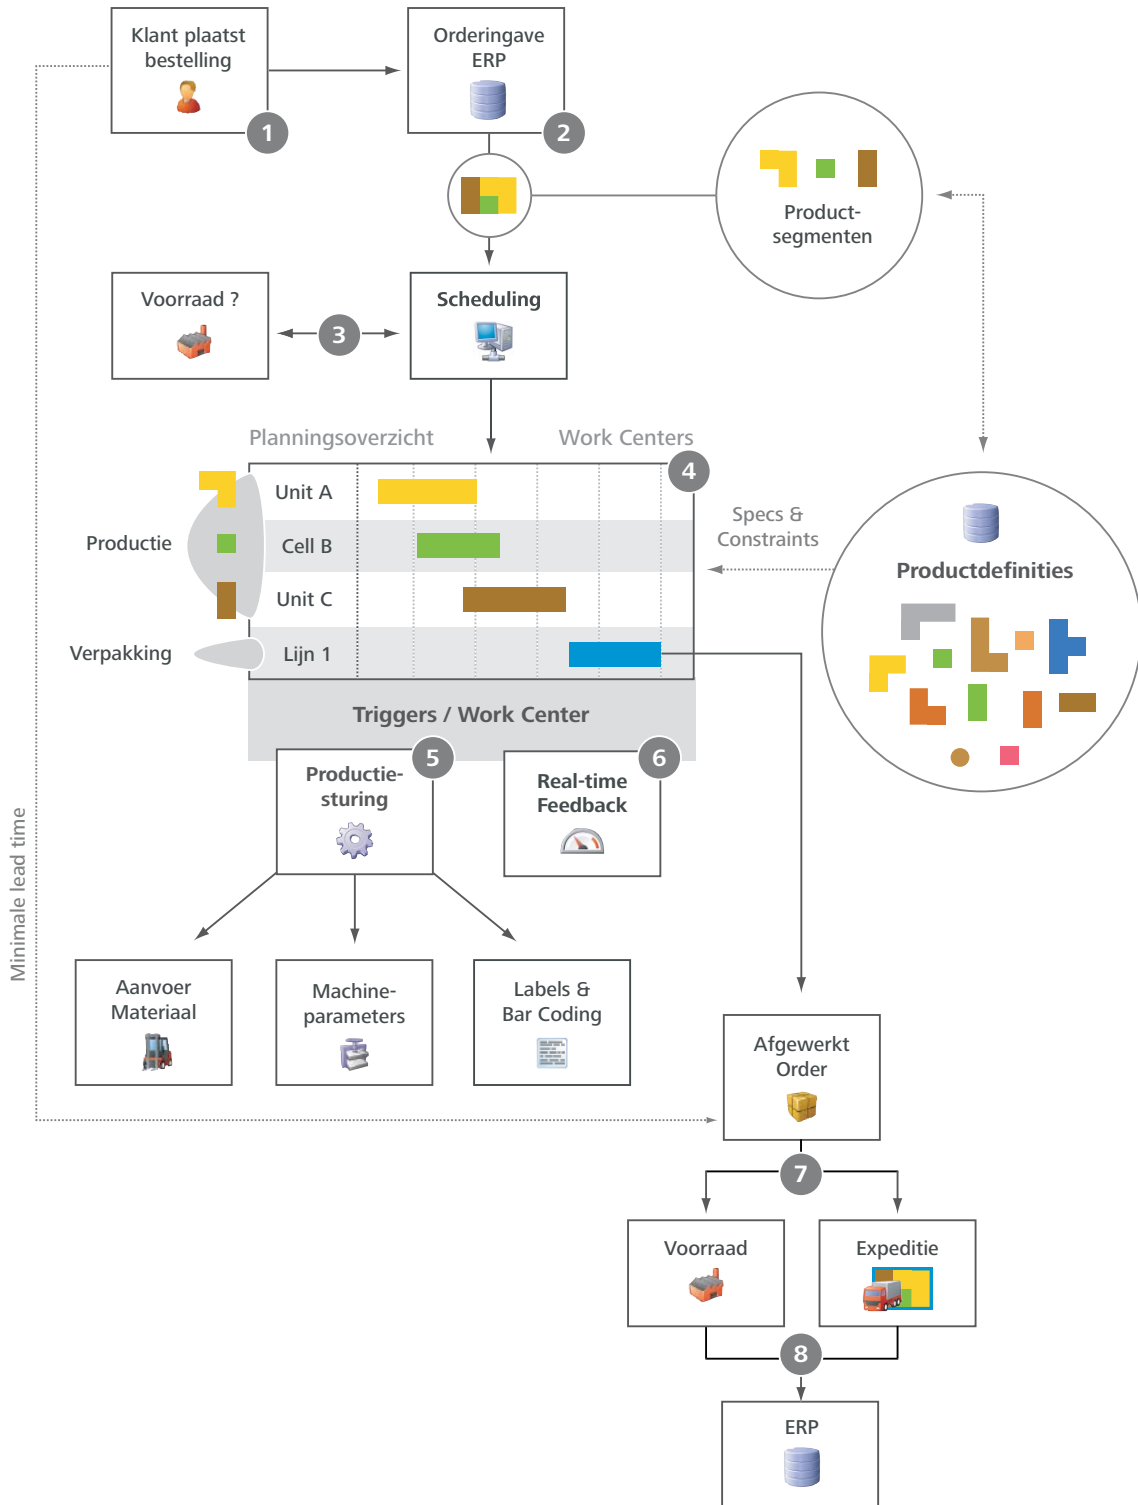 Klant plaatst
bestelling
1
Orderingave
ERP
2
Product-
segmenten
Voorraad ?
3
Scheduling
Planningsoverzicht
Work Centers
4
Productie
Unit A
Cell B
Unit C
Verpakking
Lijn 1
Specs &
Constraints
Productdefinities
Triggers / Work Center
Productie-
sturing
5
Real-time
Feedback
6
Minimale lead time
Aanvoer
Materiaal
Machine-
parameters
Labels &
Bar Coding
Afgewerkt
Order
7
Voorraad
Expeditie
8
ERP